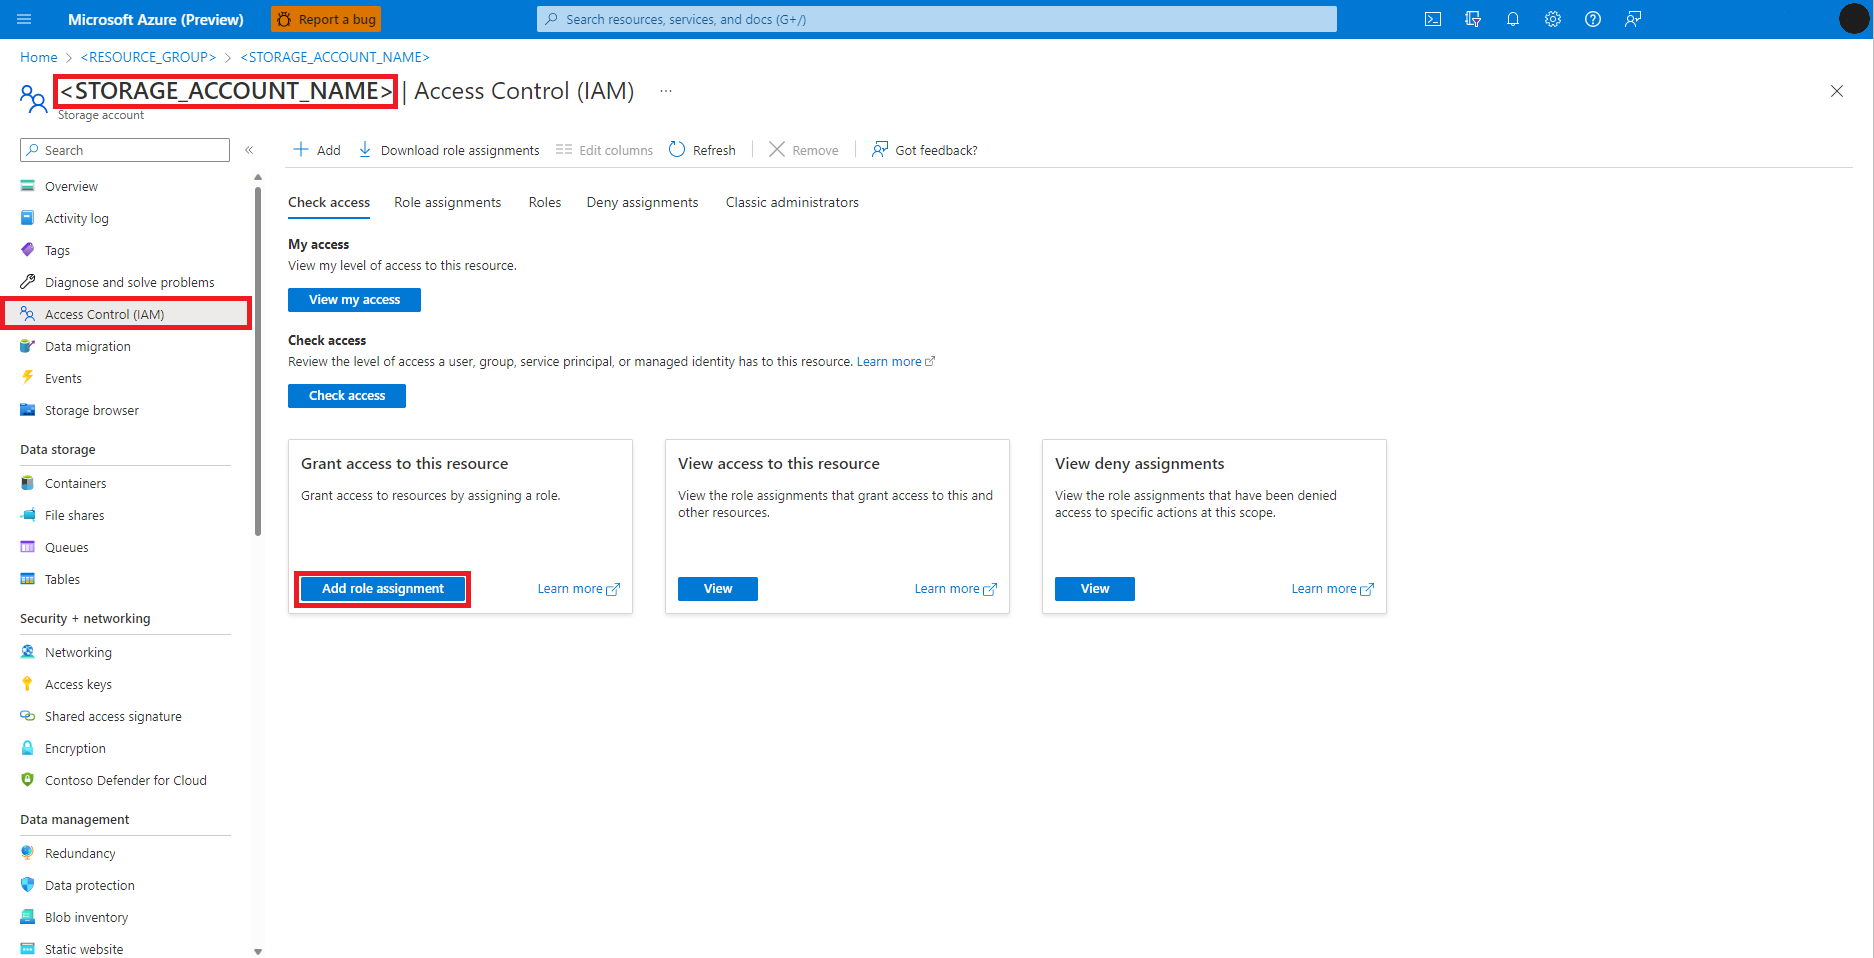 Microsoft Azure (Preview)
Report a bug
Search resources, services, and docs (G+/)
Home > <RESOURCE_GROUP> > <STORAGE_ACCOUNT_NAME>
<STORAGE_ACCOUNT_NAME> | Access Control (IAM) ...
Storage account
Search
«
Add
Download role assignments
Edit columns
Refresh
Remove
Got feedback?
Overview
Activity log
Tags
Diagnose and solve problems
Access Control (IAM)
Data migration
Events
Storage browser
Data storage
Containers
File shares
Queues
Tables
Security + networking
Networking
Access keys
Shared access signature
Encryption
Contoso Defender for Cloud
Data management
Redundancy
Data protection
Blob inventory
Static website
Check access
Role assignments
Roles
Deny assignments
Classic administrators
My access
View my level of access to this resource.
View my access
Check access
Review the level of access a user, group, service principal, or managed identity has to this resource. Learn more
Check access
Grant access to this resource
Grant access to resources by assigning a role.
Add role assignment
Learn more
View access to this resource
View the role assignments that grant access to this and
other resources.
View
Learn more
View deny assignments
View the role assignments that have been denied
access to specific actions at this scope.
View
Learn more